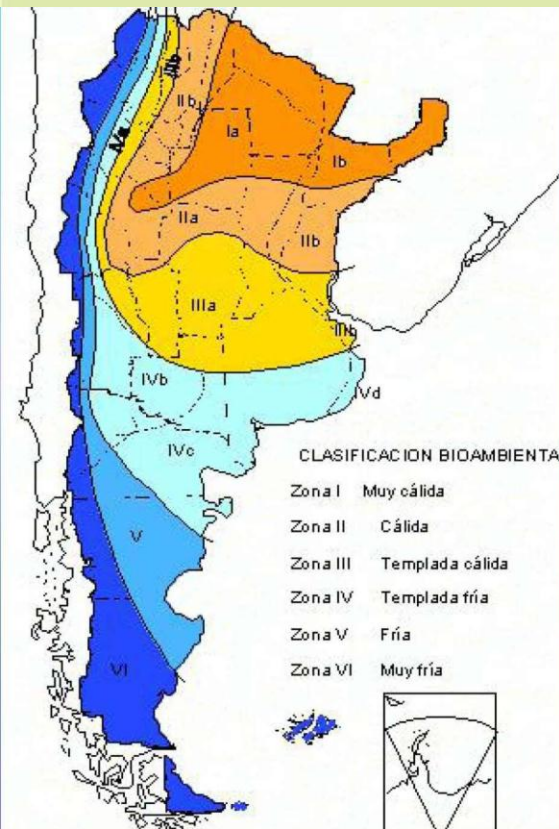 IIIb
IIb
Ia
IVa
Ib
IIa
IIb
IIIa
IIIb
IVb
IVd
IVc
CLASIFICACION BIOAMBIENTA
Zona I Muy cálida
Zona II Cálida
Zona III Templada cálida
Zona IV Templada fría
V
Zona V Fría
VI
Zona VI Muy fría